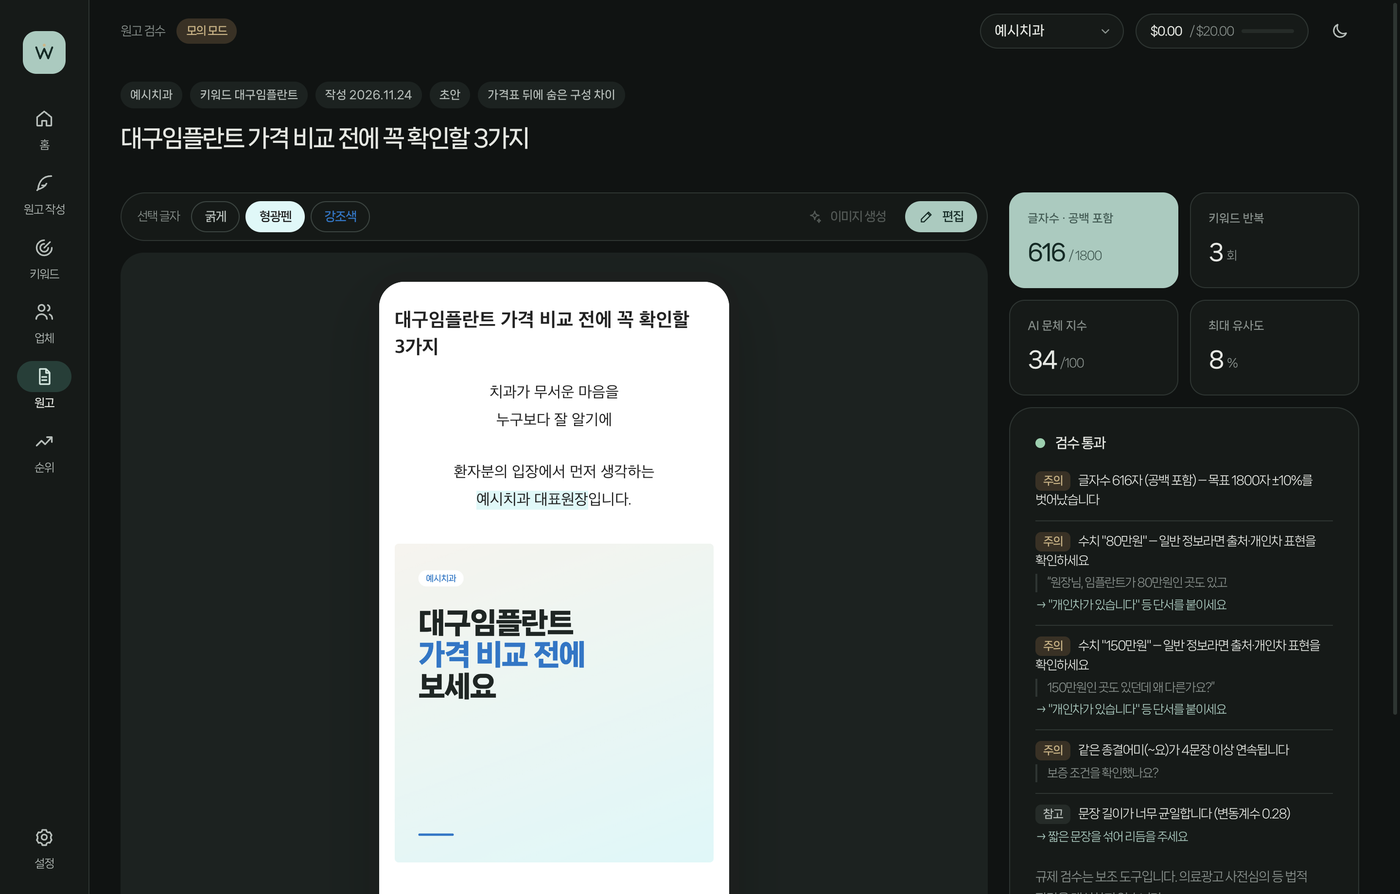 W
홈
원고 작성
키워드
업체
원고
순위
설정
원고 검수
모의 모드
예시치과
$0.00 / $20.00
예시치과
키워드 대구임플란트
작성 2026.11.24
초안
가격표 뒤에 숨은 구성 차이
대구임플란트 가격 비교 전에 꼭 확인할 3가지
선택 글자
굵게
형광펜
강조색
이미지 생성
편집
대구임플란트 가격 비교 전에 꼭 확인할
3가지
치과가 무서운 마음을
누구보다 잘 알기에
환자분의 입장에서 먼저 생각하는
예시치과 대표원장입니다.
예시치과
대구임플란트
가격 비교 전에
보세요
글자수 · 공백 포함
616 / 1800
키워드 반복
3 회
AI 문체 지수
34 /100
최대 유사도
8 %
검수 통과
주의 글자수 616자 (공백 포함) — 목표 1800자 ±10%를
벗어났습니다
주의 수치 "80만원" — 일반 정보라면 출처·개인차 표현을
확인하세요
"원장님, 임플란트가 80만원인 곳도 있고
→ "개인차가 있습니다" 등 단서를 붙이세요
주의 수치 "150만원" — 일반 정보라면 출처·개인차 표현을
확인하세요
150만원인 곳도 있던데 왜 다른가요?"
→ "개인차가 있습니다" 등 단서를 붙이세요
주의 같은 종결어미(~요)가 4문장 이상 연속됩니다
보증 조건을 확인했나요?
참고 문장 길이가 너무 균일합니다 (변동계수 0.28)
→ 짧은 문장을 섞어 리듬을 주세요
규제 검수는 보조 도구입니다. 의료광고 사전심의 등 법적